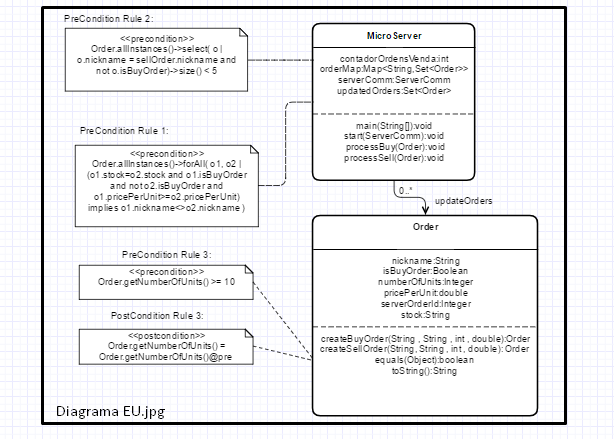 PreCondition Rule 2:
<<precondition>>
Order.allInstances()->select( o |
o.nickname = sellOrder.nickname and
not o.isBuyOrder)->size() < 5
MicroServer
contadorOrdensVenda:int
orderMap:Map<String,Set<Order>>
serverComm:ServerComm
updatedOrders:Set<Order>
main(String[]):void
start(ServerComm):void
processBuy(Order):void
processSell(Order):void
PreCondition Rule 1:
<<precondition>>
Order.allInstances()->forAll( o1, o2 |
(o1.stock=o2.stock and o1.isBuyOrder
and not o2.isBuyOrder and
o1.pricePerUnit>=o2.pricePerUnit)
implies o1.nickname<>o2.nickname )
0..*
updateOrders
Order
nickname:String
isBuyOrder:Boolean
numberOfUnits:Integer
pricePerUnit:double
serverOrderId:Integer
stock:String
createBuyOrder(String , String , int , double):Order
createSellOrder(String, String , int , double): Order
equals(Object):boolean
toString():String
PreCondition Rule 3:
<<precondition>>
Order.getNumberOfUnits() >= 10
PostCondition Rule 3:
<<postcondition>>
Order.getNumberOfUnits() =
Order.getNumberOfUnits()@pre
Diagrama EU.jpg